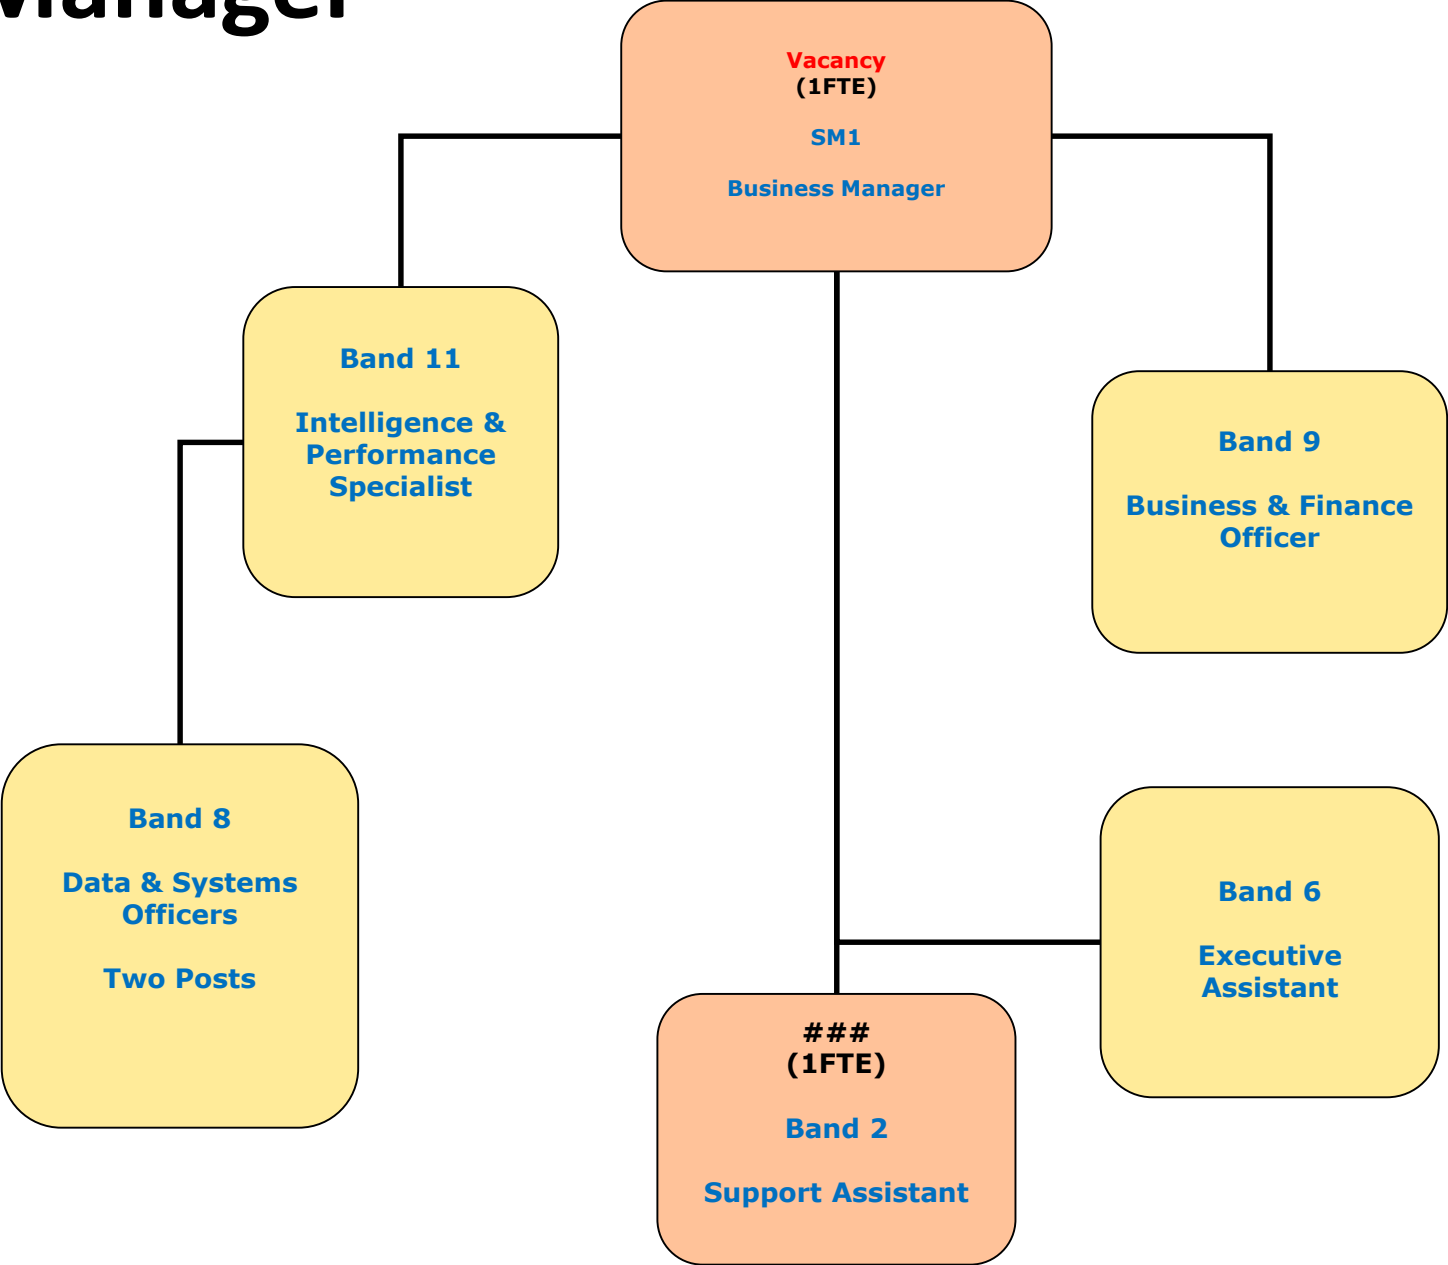 Manager
Vacancy
(1FTE)
SM1
Business Manager
Band 11
Intelligence &
Performance
Specialist
Band 9
Business & Finance
Officer
Band 8
Data & Systems
Officers
Two Posts
Band 6
Executive
Assistant
###
(1FTE)
Band 2
Support Assistant